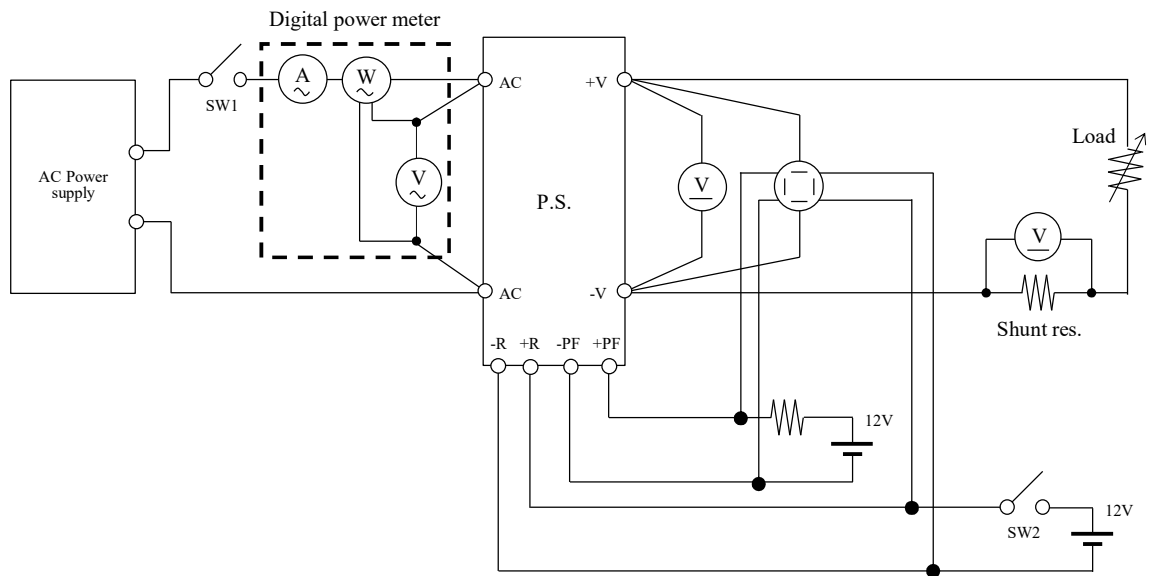 Digital power meter
A
W
AC
+V
SW1
Load
AC Power
supply
V
P.S.
V
V
AC
-V
Shunt res.
-R +R -PF +PF
12V
12V
SW2